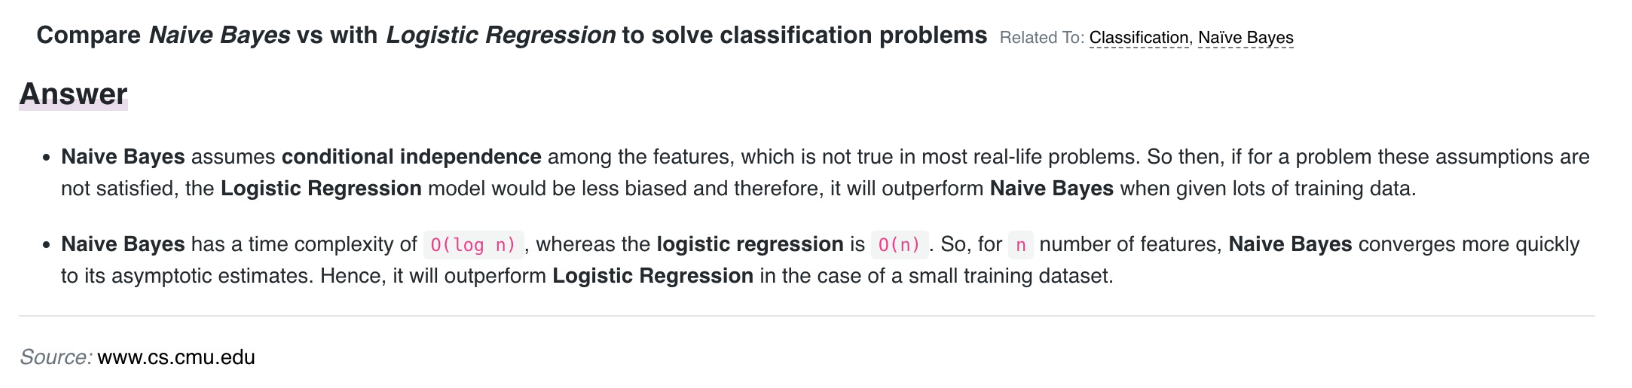 Compare Naive Bayes vs with Logistic Regression to solve classification problems Related To: Classification, Naïve Bayes
Answer
• Naive Bayes assumes conditional independence among the features, which is not true in most real-life problems. So then, if for a problem these assumptions are
not satisfied, the Logistic Regression model would be less biased and therefore, it will outperform Naive Bayes when given lots of training data.
• Naive Bayes has a time complexity of O(log n) , whereas the logistic regression is O(n) . So, for n number of features, Naive Bayes converges more quickly
to its asymptotic estimates. Hence, it will outperform Logistic Regression in the case of a small training dataset.
Source: www.cs.cmu.edu